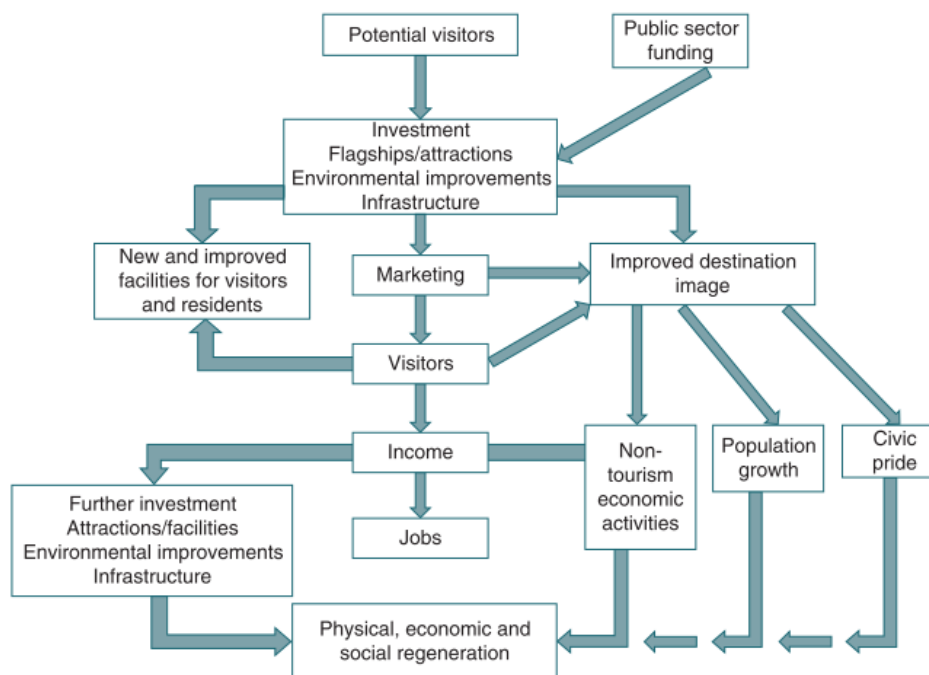 Potential visitors
Public sector
funding
Investment
Flagships/attractions
Environmental improvements
Infrastructure
New and improved
facilities for visitors
and residents
Marketing
Improved destination
image
Visitors
Income
Non-
tourism
economic
activities
Population
growth
Civic
pride
Further investment
Attractions/facilities
Environmental improvements
Infrastructure
Jobs
Physical, economic and
social regeneration